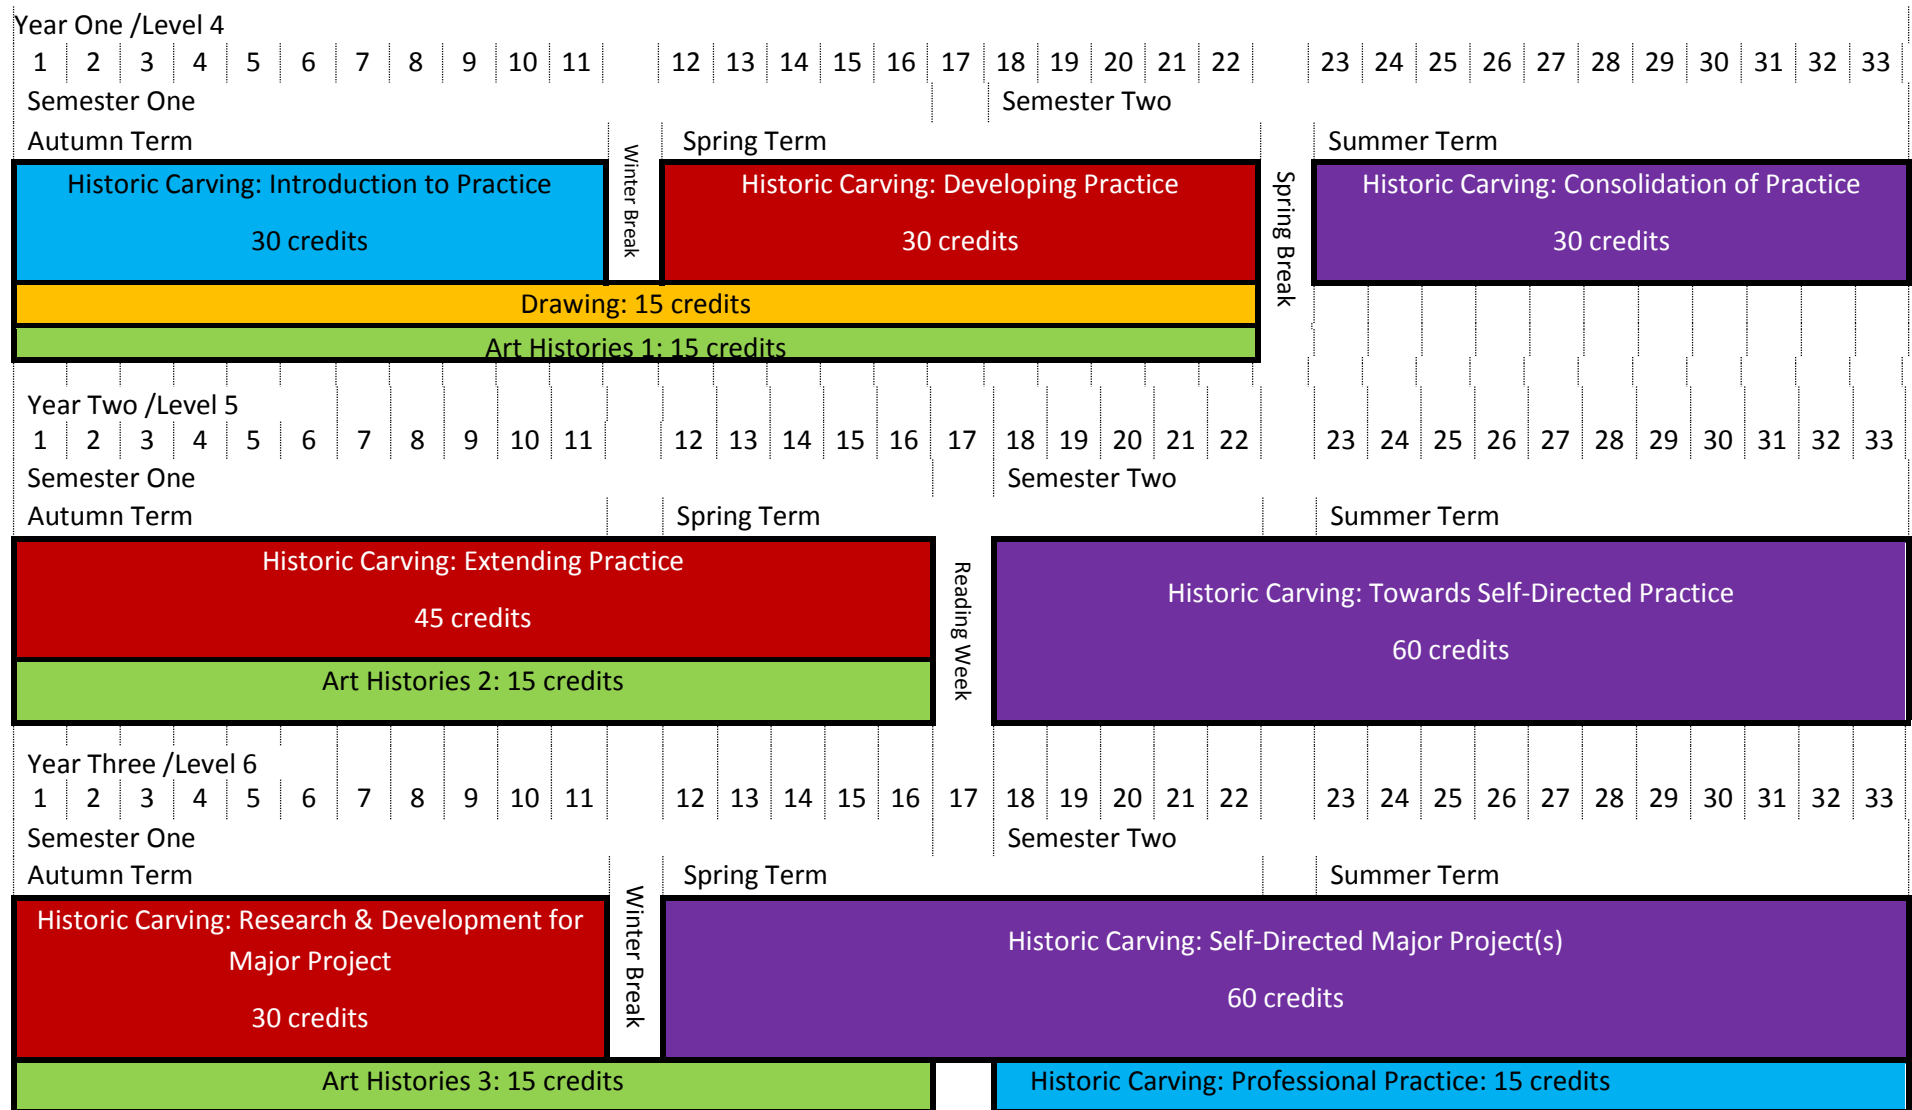 Year One /Level 4
1 2 3 4 5 6 7 8 9 10 11 12 13 14 15 16 17 18 19 20 21 22 23 24 25 26 27 28 29 30 31 32 33
Semester One Semester Two
Autumn Term Spring Term Summer Term
Winter Break
Spring Break
Historic Carving: Introduction to Practice
30 credits
Historic Carving: Developing Practice
30 credits
Historic Carving: Consolidation of Practice
30 credits
Drawing: 15 credits
Art Histories 1: 15 credits
Year Two /Level 5
1 2 3 4 5 6 7 8 9 10 11 12 13 14 15 16 17 18 19 20 21 22 23 24 25 26 27 28 29 30 31 32 33
Semester One Semester Two
Autumn Term Spring Term Summer Term
Historic Carving: Extending Practice
45 credits
Reading Week
Historic Carving: Towards Self-Directed Practice
60 credits
Art Histories 2: 15 credits
Year Three /Level 6
1 2 3 4 5 6 7 8 9 10 11 12 13 14 15 16 17 18 19 20 21 22 23 24 25 26 27 28 29 30 31 32 33
Semester One Semester Two
Autumn Term Spring Term Summer Term
Historic Carving: Research & Development for
Major Project
30 credits
Winter Break
Historic Carving: Self-Directed Major Project(s)
60 credits
Art Histories 3: 15 credits
Historic Carving: Professional Practice: 15 credits